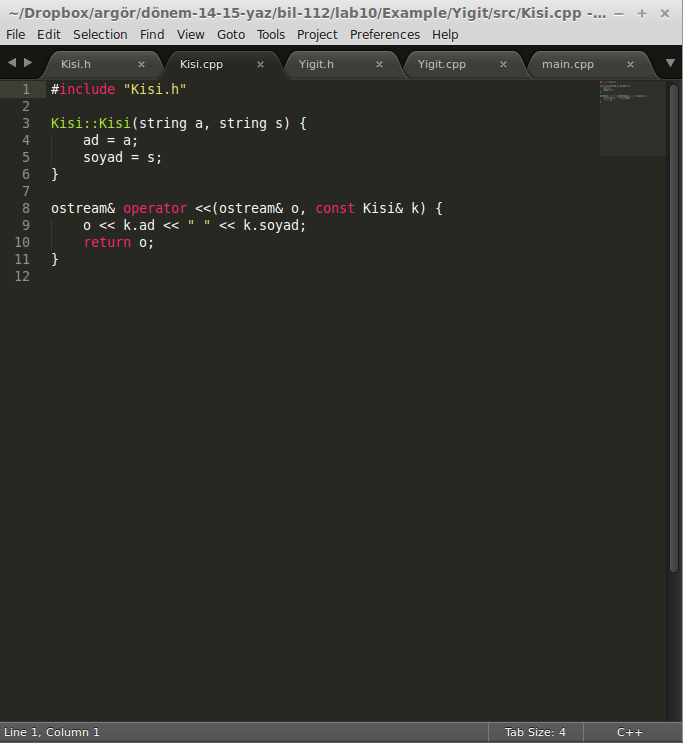 ~/Dropbox/argör/dönem-14-15-yaz/bil-112/lab10/Example/Yigit/src/Kisi.cpp -...
File Edit Selection Find View Goto Tools Project Preferences Help
Kisi.h Kisi.cpp Yigit.h Yigit.cpp main.cpp
1 #include "Kisi.h"
2
3 Kisi::Kisi(string a, string s) {
4     ad = a;
5     soyad = s;
6 }
7
8 ostream& operator <<(ostream& o, const Kisi& k) {
9     o << k.ad << " " << k.soyad;
10     return o;
11 }
12
Line 1, Column 1 Tab Size: 4 C++